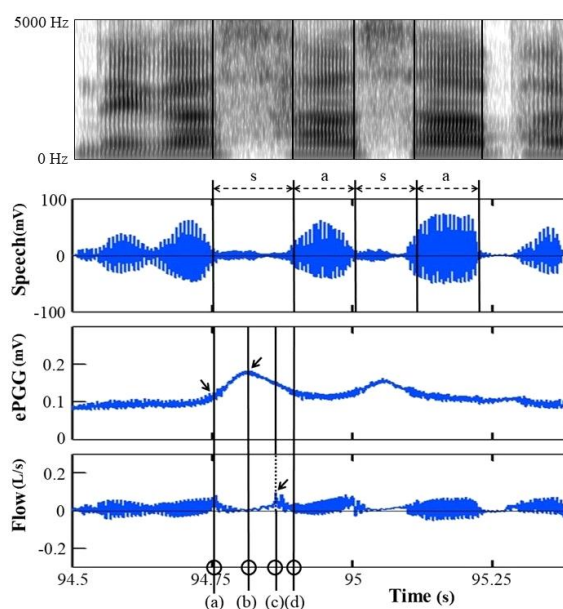 5000 Hz
0 Hz
s a s a
100
0
-100
Speech(mV)
0.2
0.1
0
ePGG (mV)
0.2
0
-0.2
Flow (L/s)
94.5 94.75 95 95.25
Time (s)
(a) (b) (c) (d)